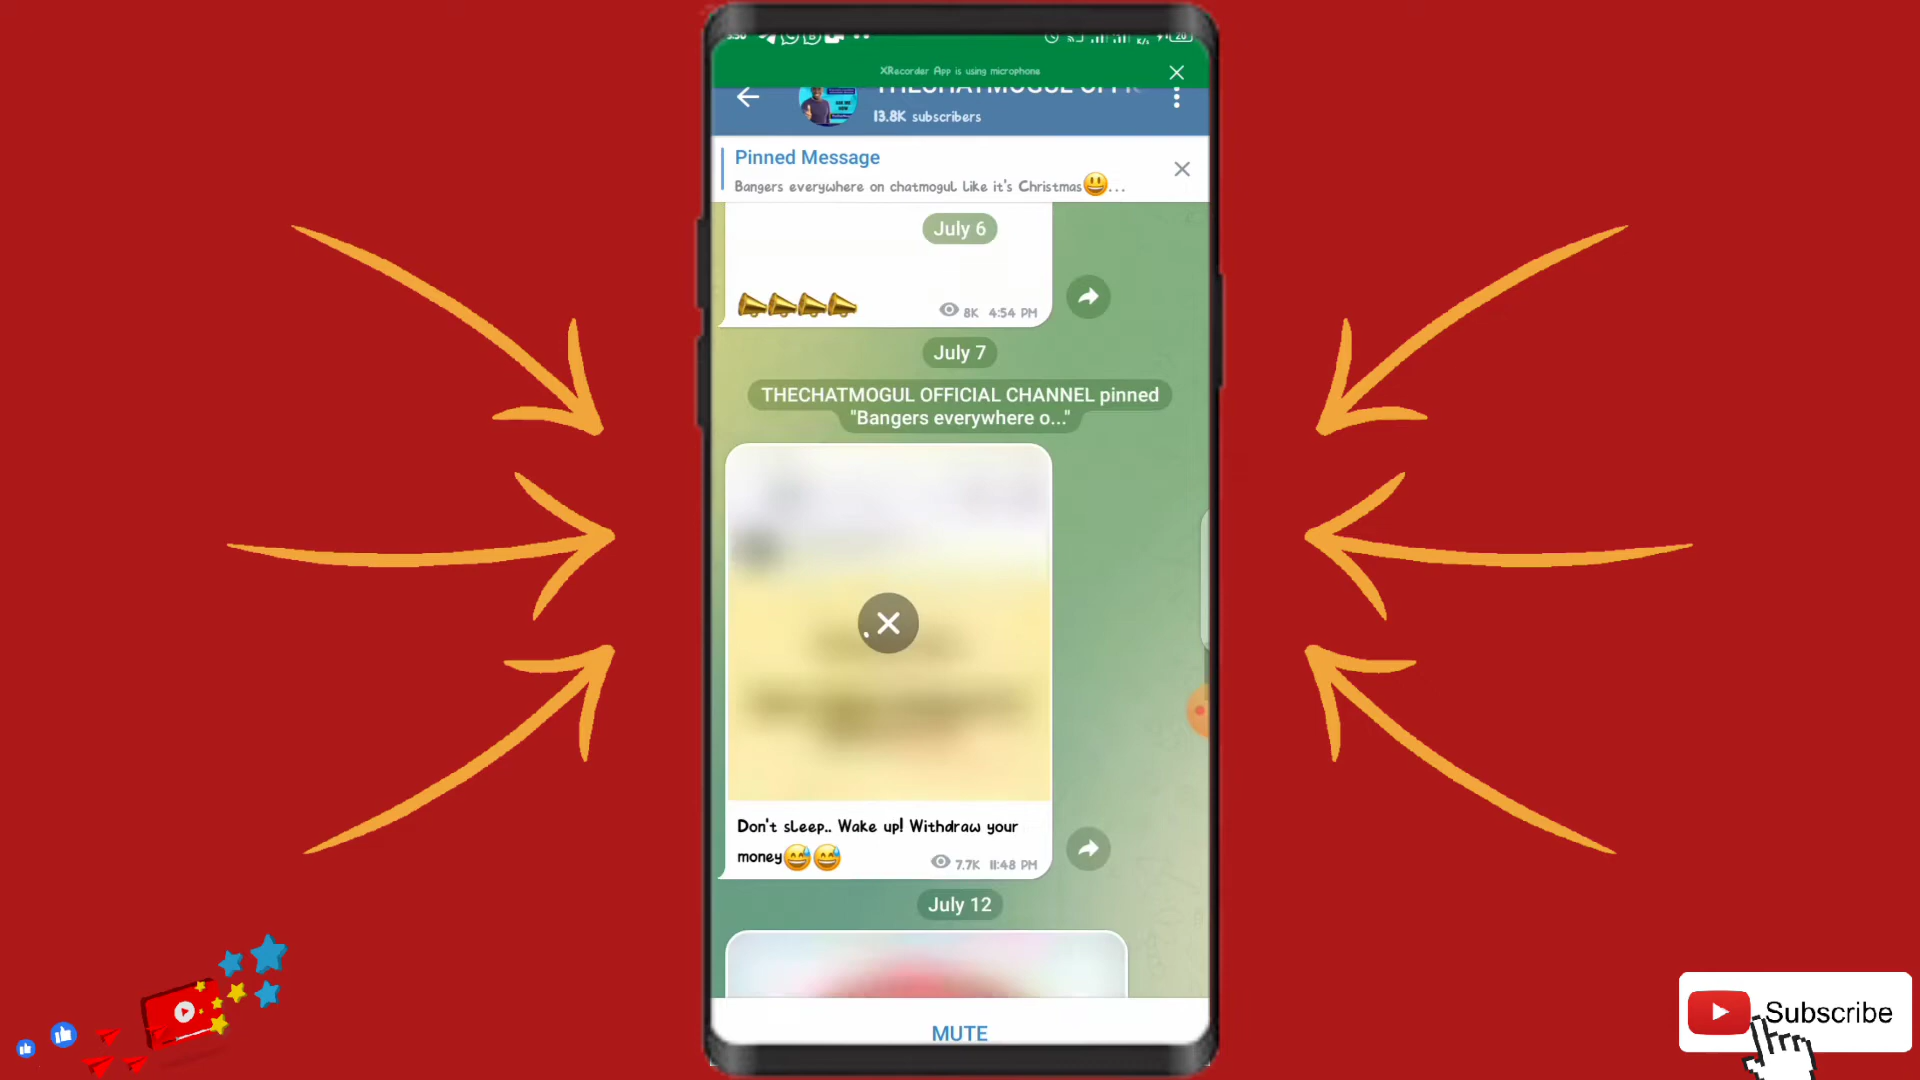 XRecorder App is using microphone
THECHATMOGUL OFFI
13.8K subscribers
Pinned Message
Bangers everywhere on chatmogul like it's Christmas😃...
July 6
📣📣📣📣 8K 4:54 PM
July 7
THECHATMOGUL OFFICIAL CHANNEL pinned
"Bangers everywhere o..."
Don't sleep.. Wake up! Withdraw your
money😅😅 7.7K 11:48 PM
July 12
MUTE
Subscribe